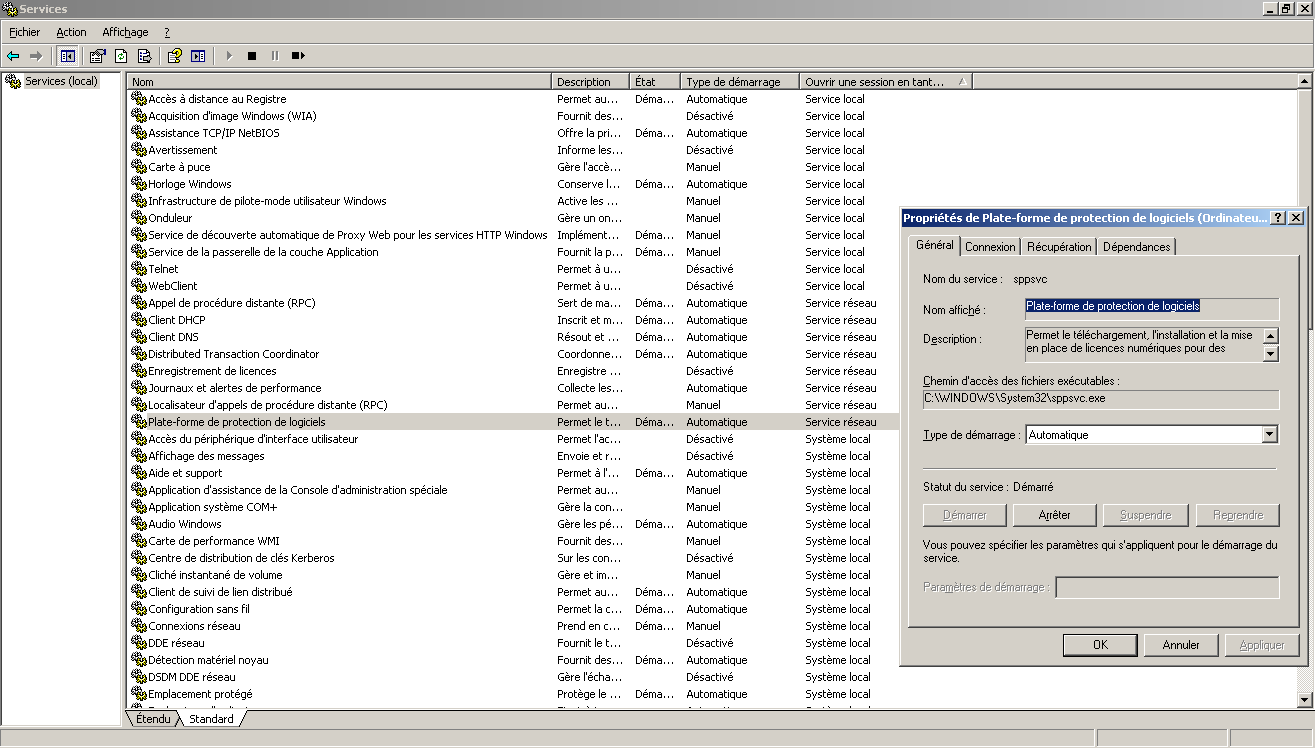 Services
Fichier Action Affichage ?
Services (local)
Nom Description État Type de démarrage Ouvrir une session en tant...
Accès à distance au Registre Permet au... Déma... Automatique Service local
Acquisition d'image Windows (WIA) Fournit des... Désactivé Service local
Assistance TCP/IP NetBIOS Offre la pri... Déma... Automatique Service local
Avertissement Informe les... Désactivé Service local
Carte à puce Gère l'accè... Manuel Service local
Horloge Windows Conserve l... Déma... Automatique Service local
Infrastructure de pilote-mode utilisateur Windows Active les ... Manuel Service local
Onduleur Gère un on... Manuel Service local
Service de découverte automatique de Proxy Web pour les services HTTP Windows Implément... Déma... Manuel Service local
Service de la passerelle de la couche Application Fournit la p... Déma... Manuel Service local
Telnet Permet à u... Désactivé Service local
WebClient Permet à u... Désactivé Service local
Appel de procédure distante (RPC) Sert de ma... Déma... Automatique Service réseau
Client DHCP Inscrit et m... Déma... Automatique Service réseau
Client DNS Résout et ... Déma... Automatique Service réseau
Distributed Transaction Coordinator Coordonne... Déma... Automatique Service réseau
Enregistrement de licences Enregistre ... Désactivé Service réseau
Journaux et alertes de performance Collecte les... Automatique Service réseau
Localisateur d'appels de procédure distante (RPC) Permet au... Manuel Service réseau
Plate-forme de protection de logiciels Permet le t... Déma... Automatique Service réseau
Accès du périphérique d'interface utilisateur Permet l'ac... Désactivé Système local
Affichage des messages Envoie et r... Désactivé Système local
Aide et support Permet à l'... Déma... Automatique Système local
Application d'assistance de la Console d'administration spéciale Permet au... Manuel Système local
Application système COM+ Gère la con... Manuel Système local
Audio Windows Gère les pé... Déma... Automatique Système local
Carte de performance WMI Fournit des... Manuel Système local
Centre de distribution de clés Kerberos Sur les con... Désactivé Système local
Cliché instantané de volume Gère et im... Manuel Système local
Client de suivi de lien distribué Permet au... Déma... Automatique Système local
Configuration sans fil Permet la c... Déma... Automatique Système local
Connexions réseau Prend en c... Déma... Manuel Système local
DDE réseau Fournit le t... Désactivé Système local
Détection matériel noyau Fournit des... Déma... Automatique Système local
DSDM DDE réseau Gère l'écha... Désactivé Système local
Emplacement protégé Protège le ... Déma... Automatique Système local
Étendu Standard
Propriétés de Plate-forme de protection de logiciels (Ordinateu...
Général Connexion Récupération Dépendances
Nom du service : sppsvc
Nom affiché : Plate-forme de protection de logiciels
Description : Permet le téléchargement, l'installation et la mise
en place de licences numériques pour des
Chemin d'accès des fichiers exécutables :
C:\WINDOWS\System32\sppsvc.exe
Type de démarrage : Automatique
Statut du service : Démarré
Démarrer Arrêter Suspendre Reprendre
Vous pouvez spécifier les paramètres qui s'appliquent pour le démarrage du
service.
Paramètres de démarrage :
OK Annuler Appliquer